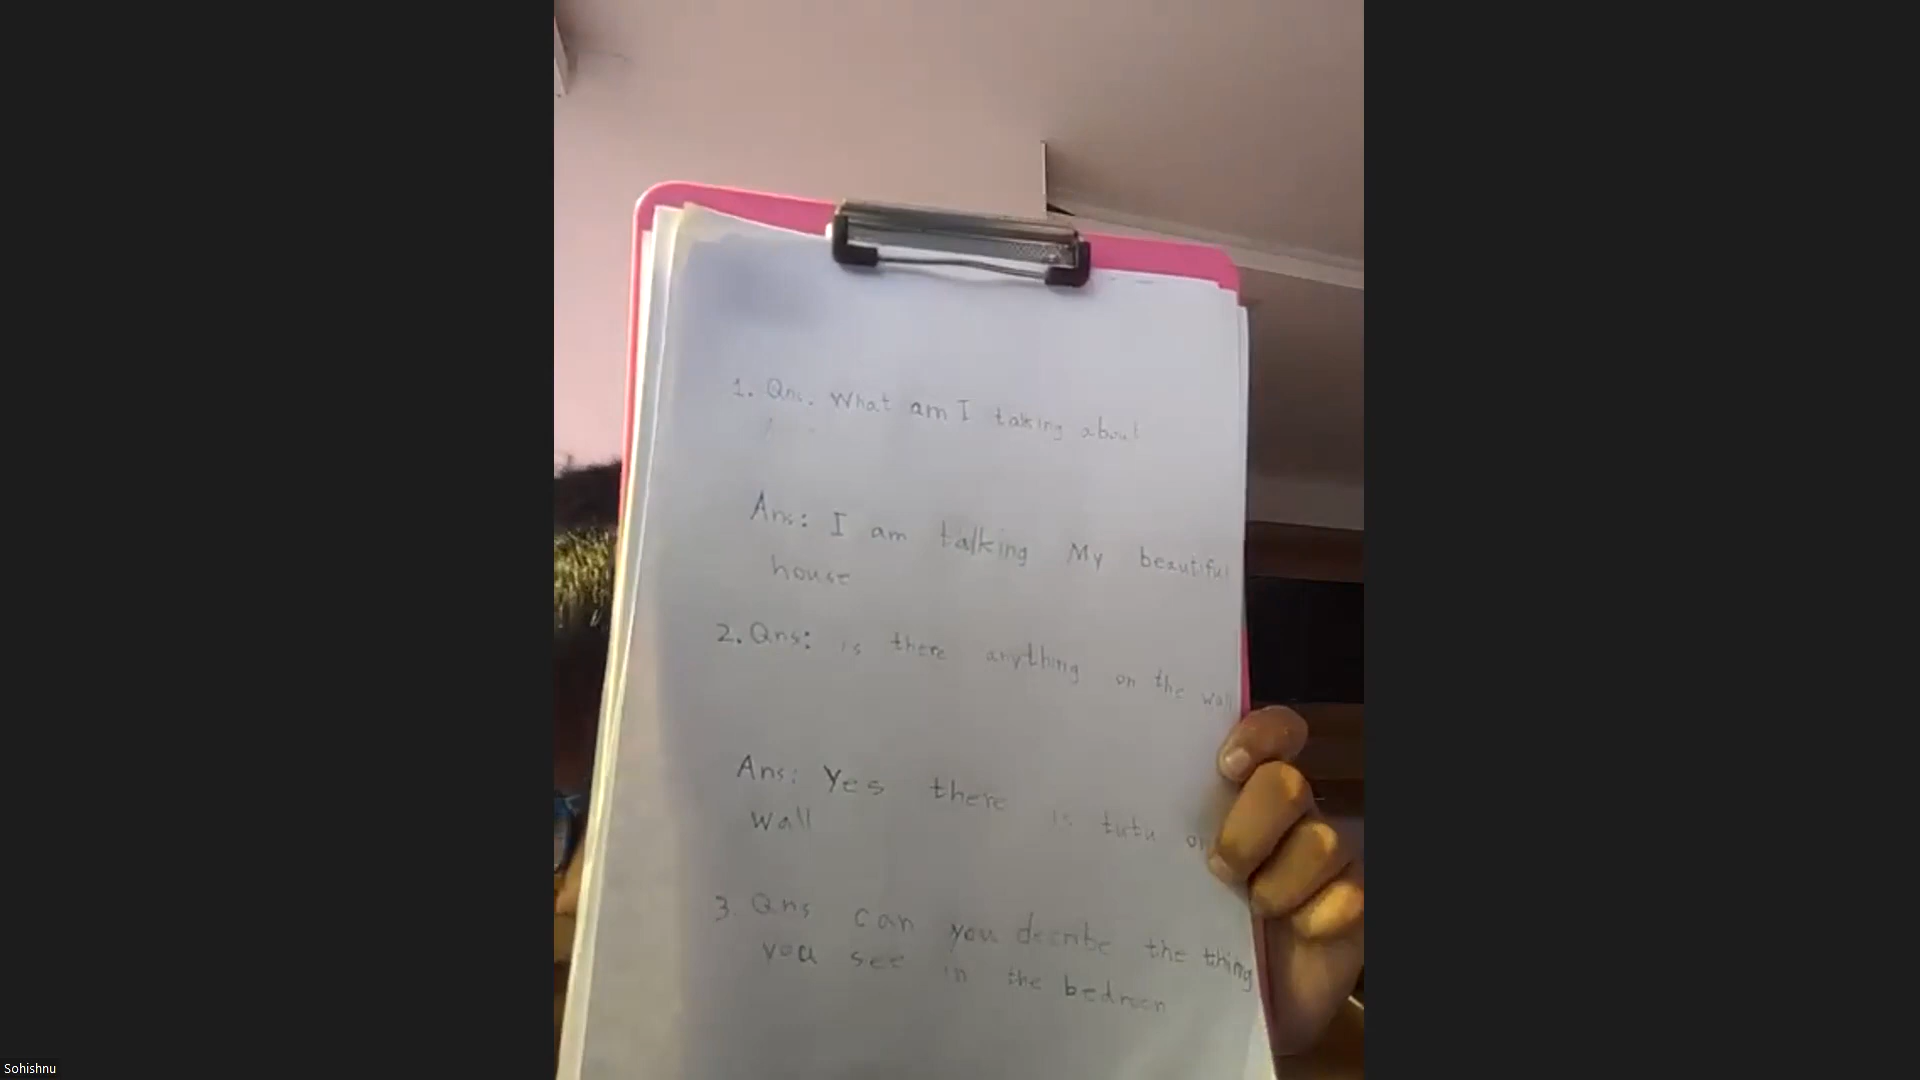 1. Qns. What am I taking about
Ans: I am talking My beautiful
house
2. Qns: is there anything on the wall
Ans: Yes there is tutu on
wall
3. Qns can you decribe the thing
you see in the bedroon
Sohishnu